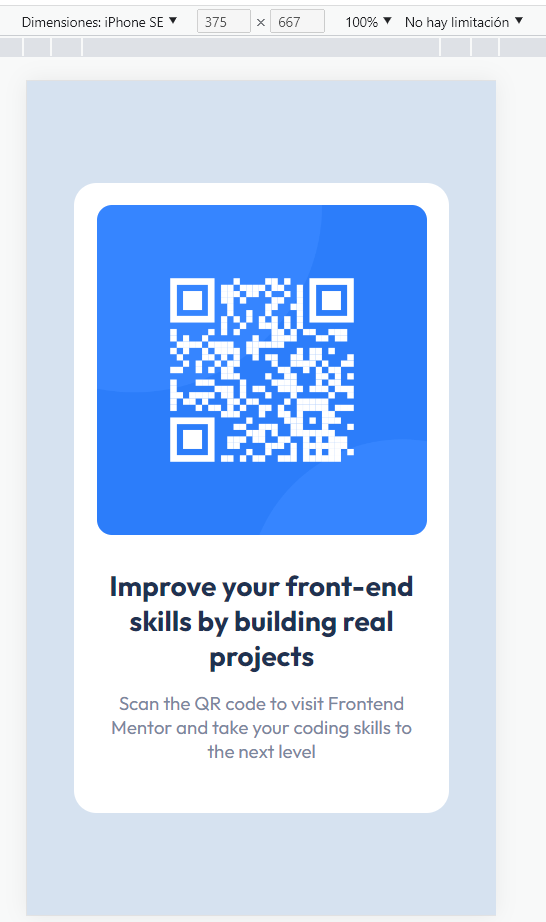 Dimensiones: iPhone SE ▼ 375 × 667 100% ▼ No hay limitación ▼
Improve your front-end
skills by building real
projects
Scan the QR code to visit Frontend
Mentor and take your coding skills to
the next level